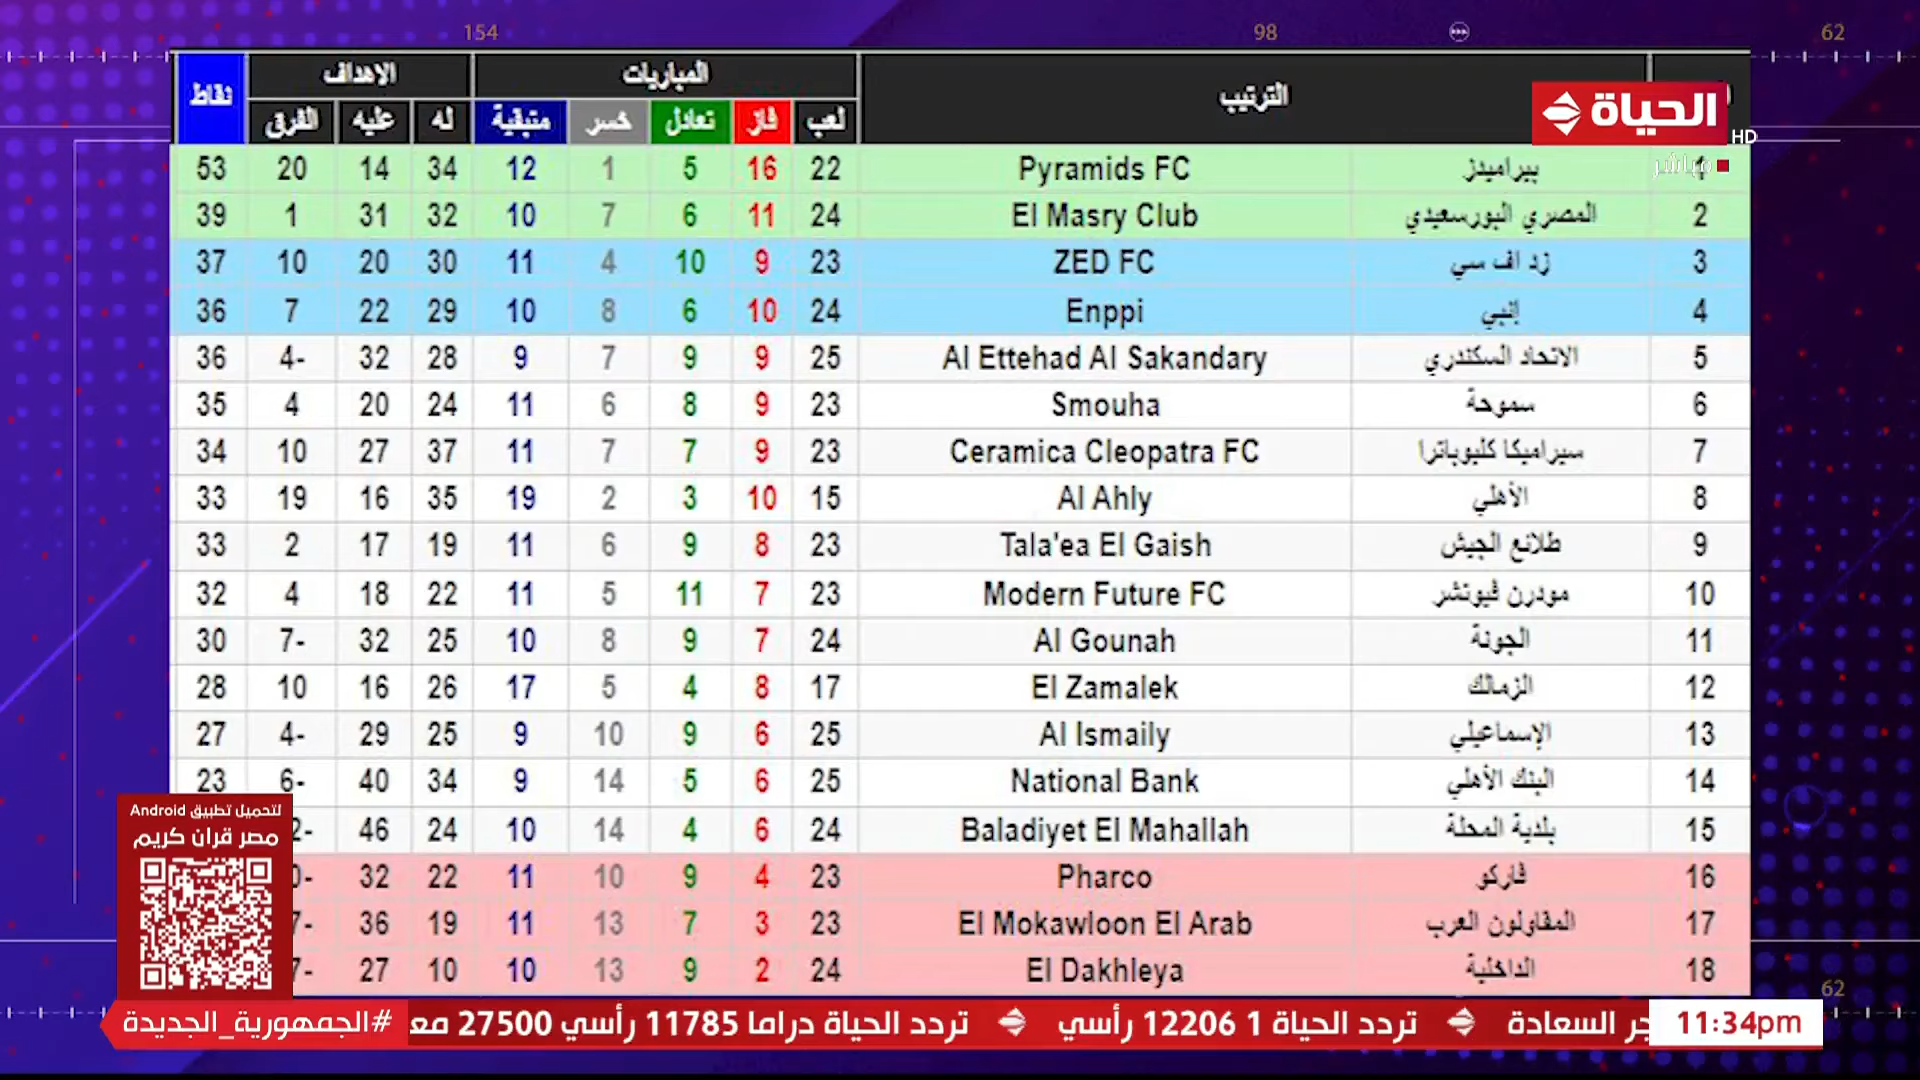 154 98 62
الترتيب المباريات الاهداف نقاط
لعب فاز تعادل خسر متبقية له عليه الفرق
الحياة
HD
مباشر
1 بيراميدز Pyramids FC 22 16 5 1 12 34 14 20 53
2 المصري البورسعيدي El Masry Club 24 11 6 7 10 32 31 1 39
3 زد اف سي ZED FC 23 9 10 4 11 30 20 10 37
4 إنبي Enppi 24 10 6 8 10 29 22 7 36
5 الاتحاد السكندري Al Ettehad Al Sakandary 25 9 9 7 9 28 32 4- 36
6 سموحة Smouha 23 9 8 6 11 24 20 4 35
7 سيراميكا كليوباترا Ceramica Cleopatra FC 23 9 7 7 11 37 27 10 34
8 الأهلي Al Ahly 15 10 3 2 19 35 16 19 33
9 طلائع الجيش Tala'ea El Gaish 23 8 9 6 11 19 17 2 33
10 مودرن فيوتشر Modern Future FC 23 7 11 5 11 22 18 4 32
11 الجونة Al Gounah 24 7 9 8 10 25 32 7- 30
12 الزمالك El Zamalek 17 8 4 5 17 26 16 10 28
13 الإسماعيلي Al Ismaily 25 6 9 10 9 25 29 4- 27
14 البنك الأهلي National Bank 25 6 5 14 9 34 40 6- 23
15 بلدية المحلة Baladiyet El Mahallah 24 6 4 14 10 24 46 2-
16 فاركو Pharco 23 4 9 10 11 22 32 0-
17 المقاولون العرب El Mokawloon El Arab 23 3 7 13 11 19 36 7-
18 الداخلية El Dakhleya 24 2 9 13 10 10 27 7-
لتحميل تطبيق Android
مصر قرآن كريم
62
11:34pm
جر السعادة تردد الحياة 1 12206 رأسي تردد الحياة دراما 11785 رأسي 27500 مع
#الجمهورية_الجديدة